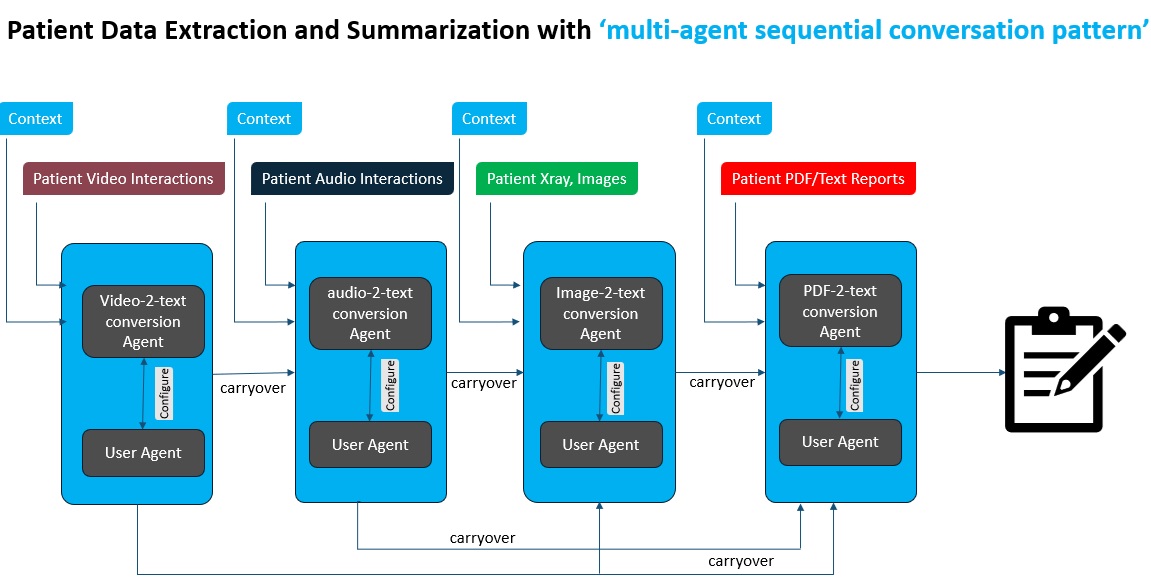 Patient Data Extraction and Summarization with ‘multi-agent sequential conversation pattern’
Context
Context
Context
Context
Patient Video Interactions
Patient Audio Interactions
Patient Xray, Images
Patient PDF/Text Reports
Video-2-text
conversion
Agent
Configure
User Agent
carryover
audio-2-text
conversion
Agent
Configure
User Agent
carryover
Image-2-text
conversion
Agent
Configure
User Agent
carryover
PDF-2-text
conversion
Agent
Configure
User Agent
carryover
carryover